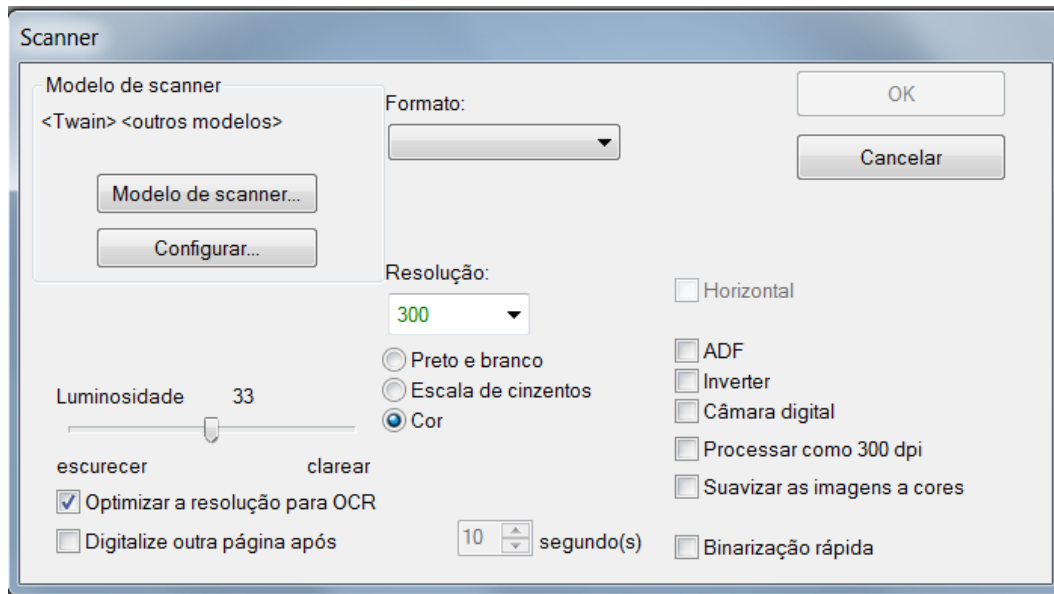 Scanner
Modelo de scanner
<Twain> <outros modelos>
Modelo de scanner...
Configurar...
Formato:
OK
Cancelar
Resolução:
300
Preto e branco
Escala de cinzentos
Cor
Horizontal
ADF
Inverter
Câmara digital
Processar como 300 dpi
Suavizar as imagens a cores
Binarização rápida
Luminosidade 33
escurecer clarear
Optimizar a resolução para OCR
Digitalize outra página após 10 segundo(s)